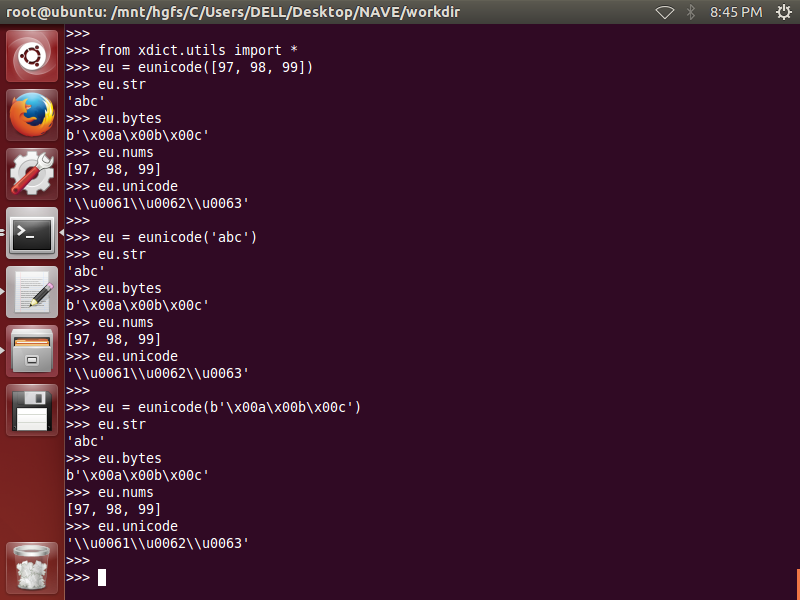 root@ubuntu: /mnt/hgfs/C/Users/DELL/Desktop/NAVE/workdir
8:45 PM
>>>
>>> from xdict.utils import *
>>> eu = eunicode([97, 98, 99])
>>> eu.str
'abc'
>>> eu.bytes
b'\x00a\x00b\x00c'
>>> eu.nums
[97, 98, 99]
>>> eu.unicode
'\\u0061\\u0062\\u0063'
>>>
>>> eu = eunicode('abc')
>>> eu.str
'abc'
>>> eu.bytes
b'\x00a\x00b\x00c'
>>> eu.nums
[97, 98, 99]
>>> eu.unicode
'\\u0061\\u0062\\u0063'
>>>
>>> eu = eunicode(b'\x00a\x00b\x00c')
>>> eu.str
'abc'
>>> eu.bytes
b'\x00a\x00b\x00c'
>>> eu.nums
[97, 98, 99]
>>> eu.unicode
'\\u0061\\u0062\\u0063'
>>>
>>>